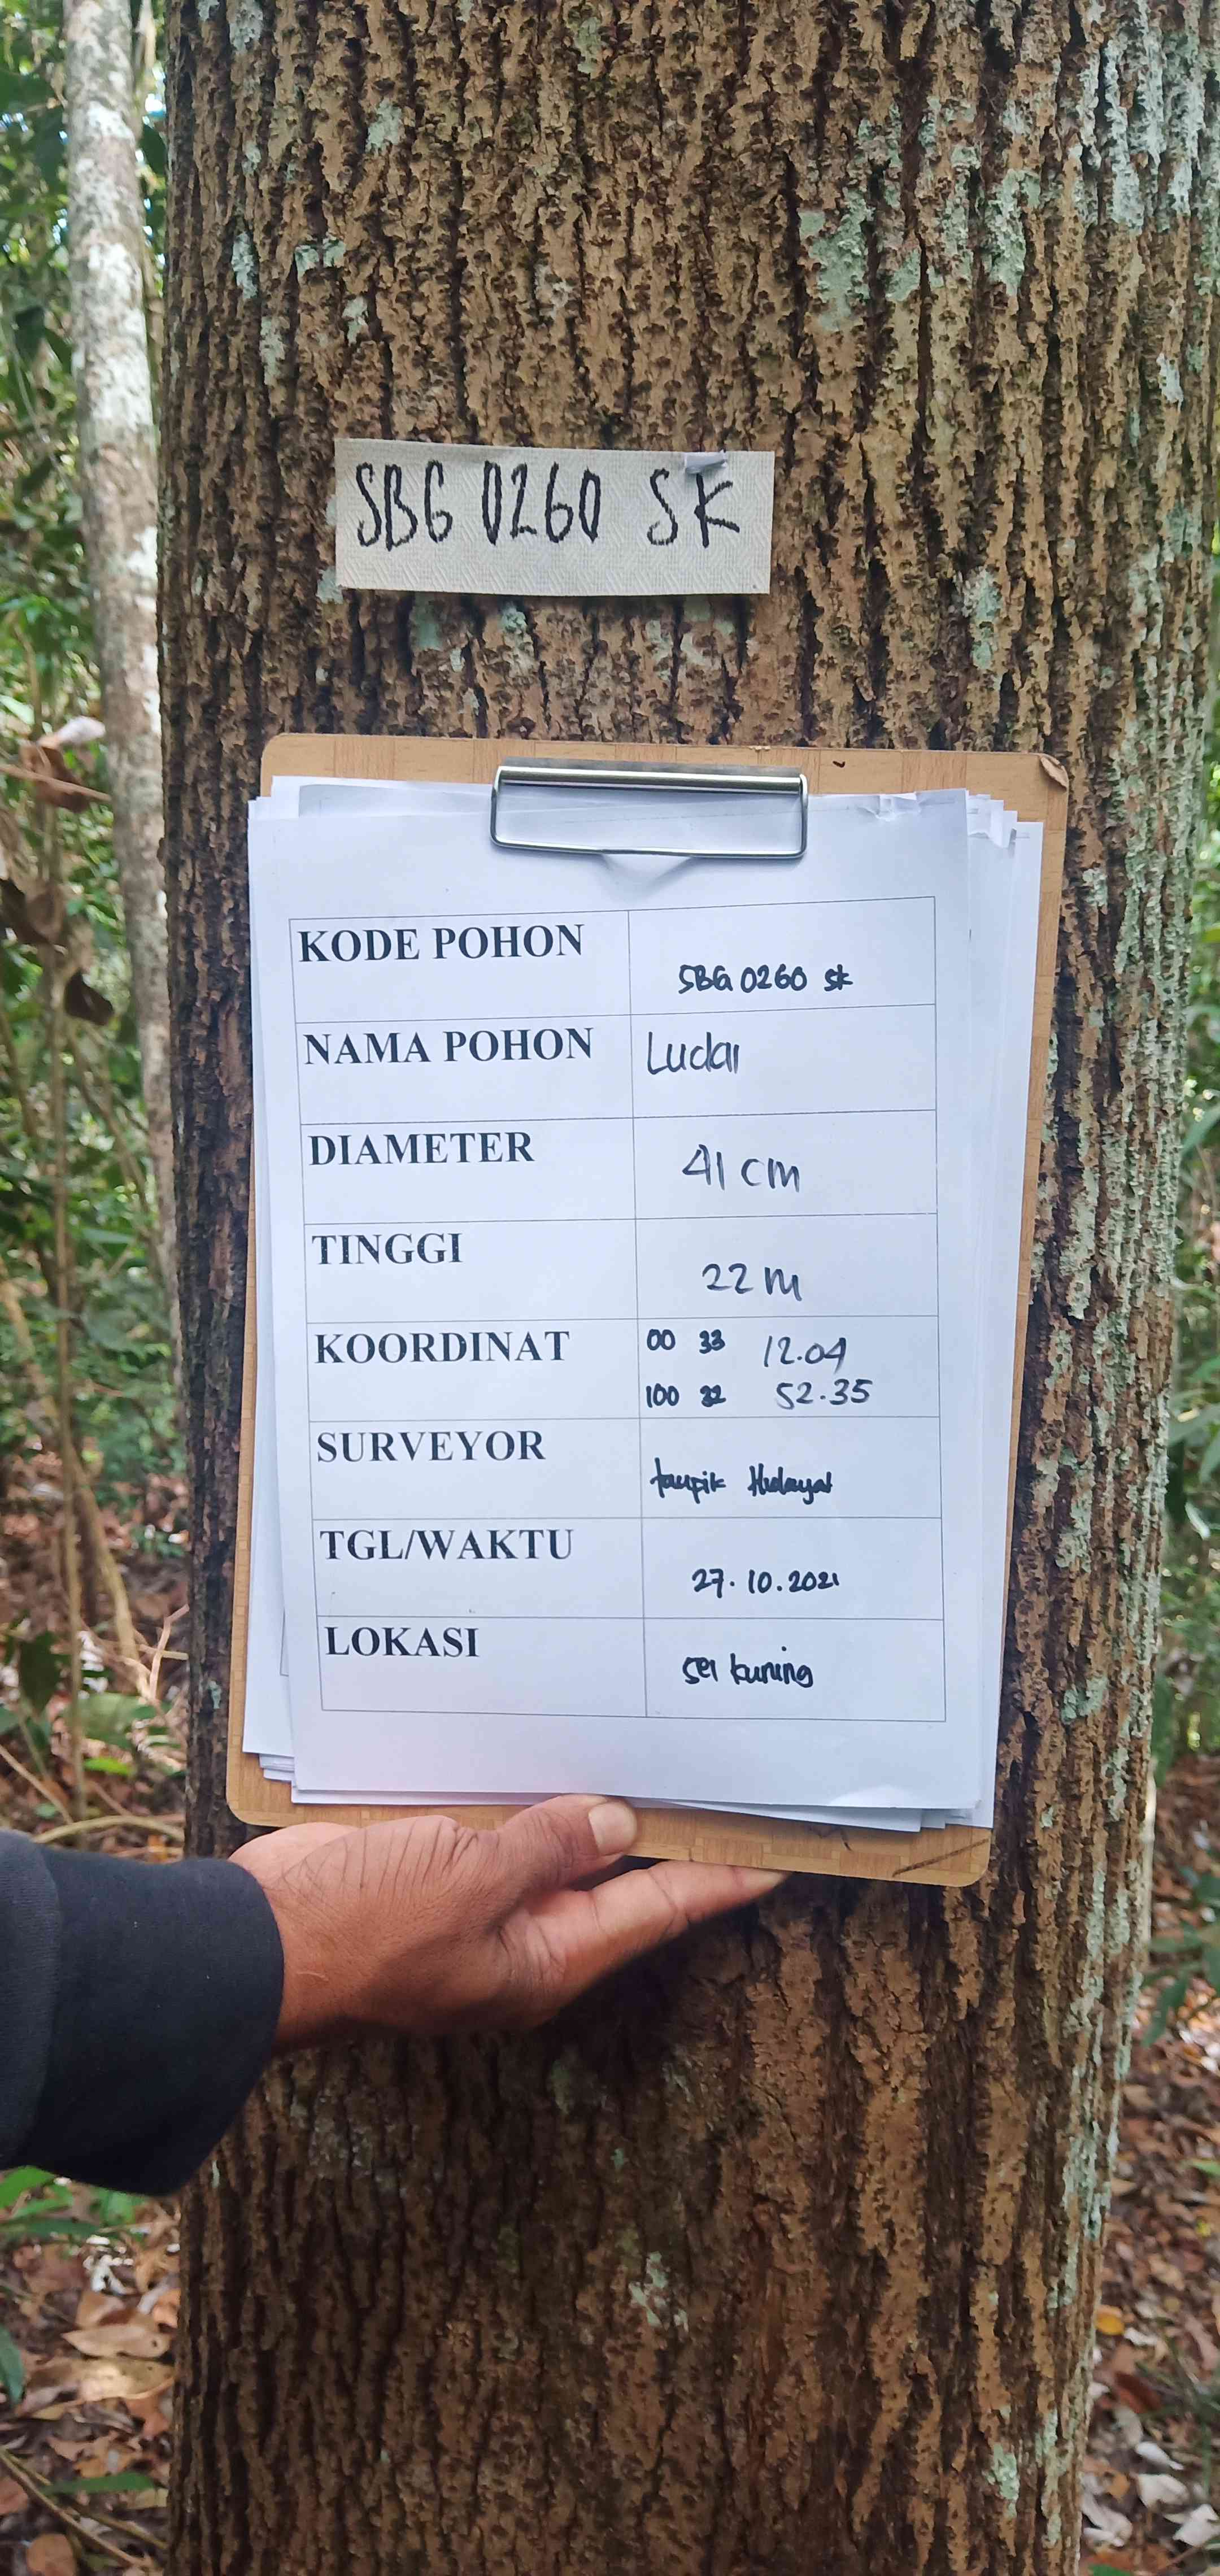 SBG 0260 SK
KODE POHON
SBG 0260 SK
NAMA POHON
Ludai
DIAMETER
41 cm
TINGGI
22 m
KOORDINAT
00 33 12.04
100 32 52.35
SURVEYOR
taupik Hidayat
TGL/WAKTU
27.10.2021
LOKASI
sei kuning